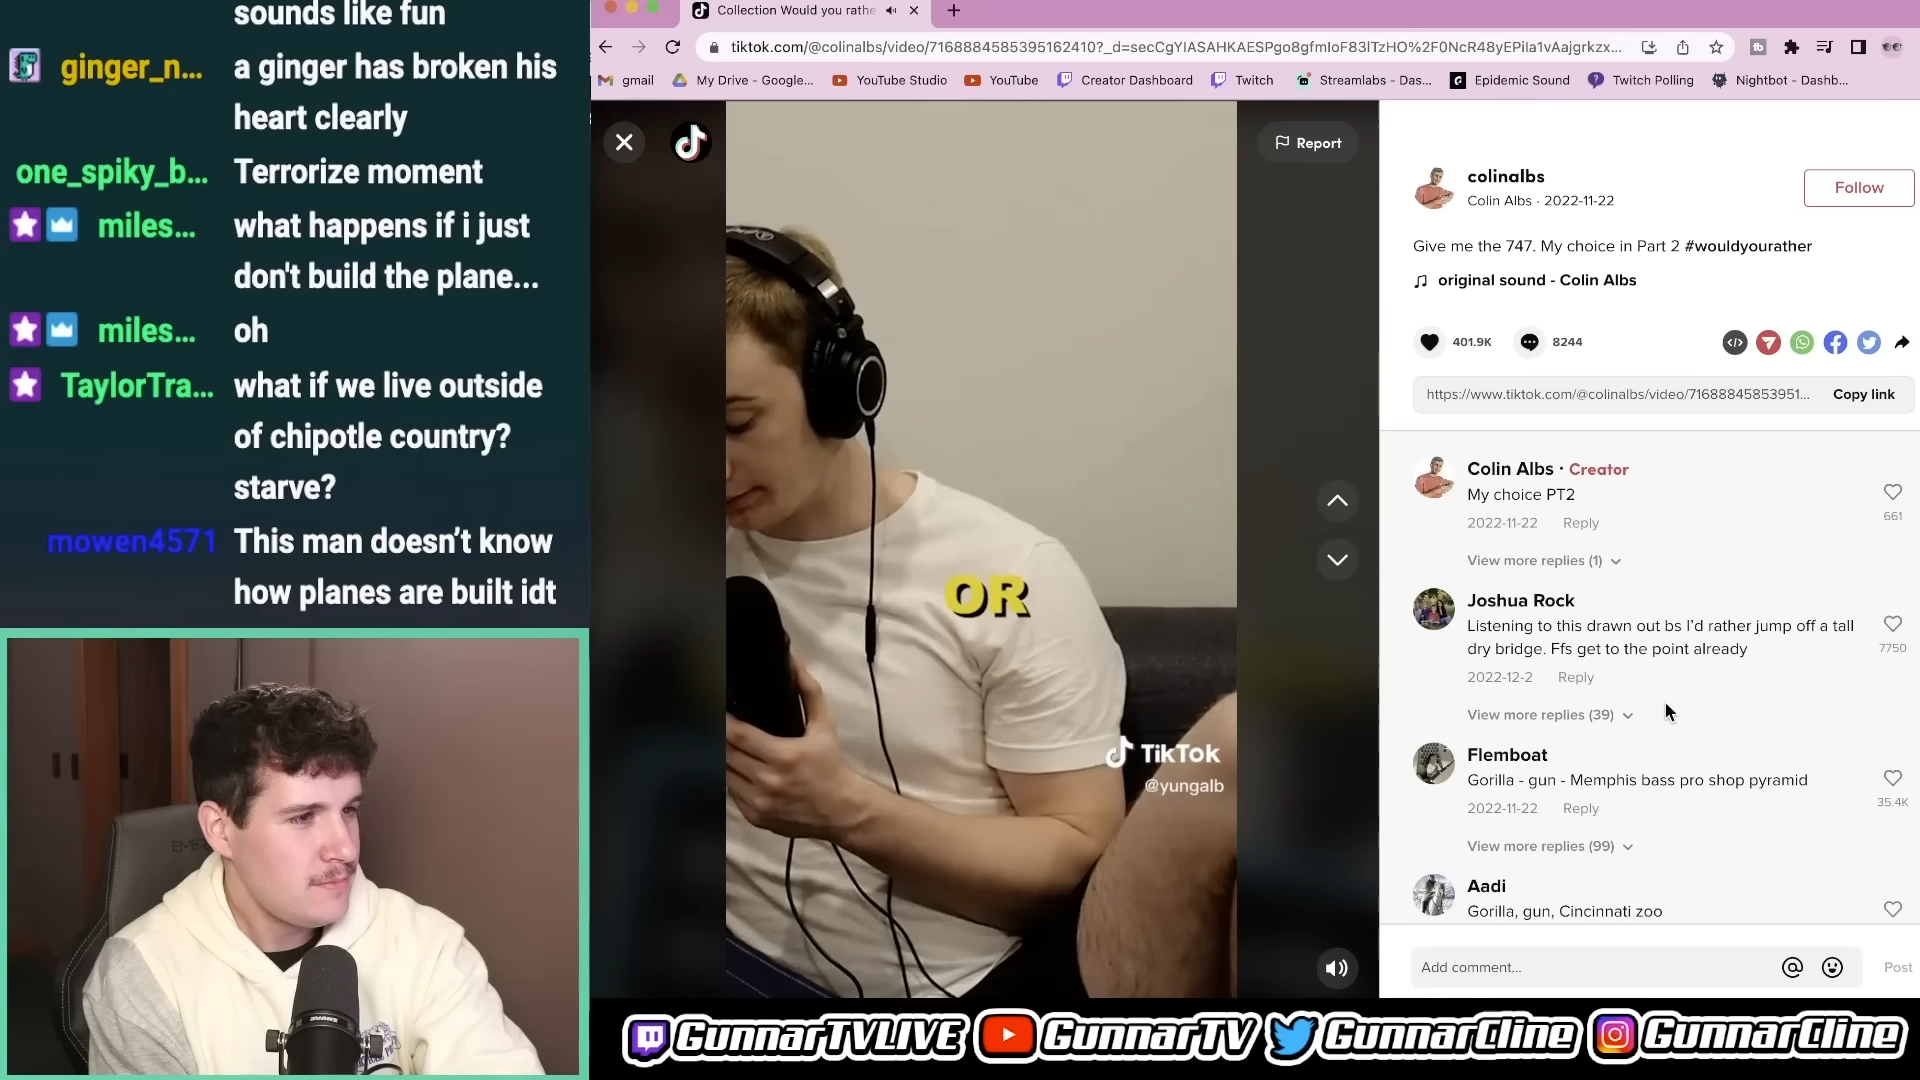 sounds like fun
ginger_n... a ginger has broken his
heart clearly
one_spiky_b... Terrorize moment
miles... what happens if i just
don't build the plane...
miles... oh
TaylorTra... what if we live outside
of chipotle country?
starve?
mowen4571 This man doesn't know
how planes are built idt
Collection Would you rathe
tiktok.com/@colinalbs/video/7168884585395162410?_d=secCgYIASAHKAESPgo8gfmIoF83lTzHO%2F0NcR48yEPiIa1vAajgrkzx...
gmail My Drive - Google... YouTube Studio YouTube Creator Dashboard Twitch Streamlabs - Das... Epidemic Sound Twitch Polling Nightbot - Dashb...
Report
OR
TikTok
@yungalb
colinalbs
Colin Albs · 2022-11-22
Follow
Give me the 747. My choice in Part 2 #wouldyourather
original sound - Colin Albs
401.9K 8244
https://www.tiktok.com/@colinalbs/video/71688845853951... Copy link
Colin Albs · Creator
My choice PT2
2022-11-22 Reply
661
View more replies (1)
Joshua Rock
Listening to this drawn out bs I'd rather jump off a tall
dry bridge. Ffs get to the point already
7750
2022-12-2 Reply
View more replies (39)
Flemboat
Gorilla - gun - Memphis bass pro shop pyramid
2022-11-22 Reply
35.4K
View more replies (99)
Aadi
Gorilla, gun, Cincinnati zoo
Add comment... Post
GunnarTVLIVE GunnarTV GunnarCline GunnarCline